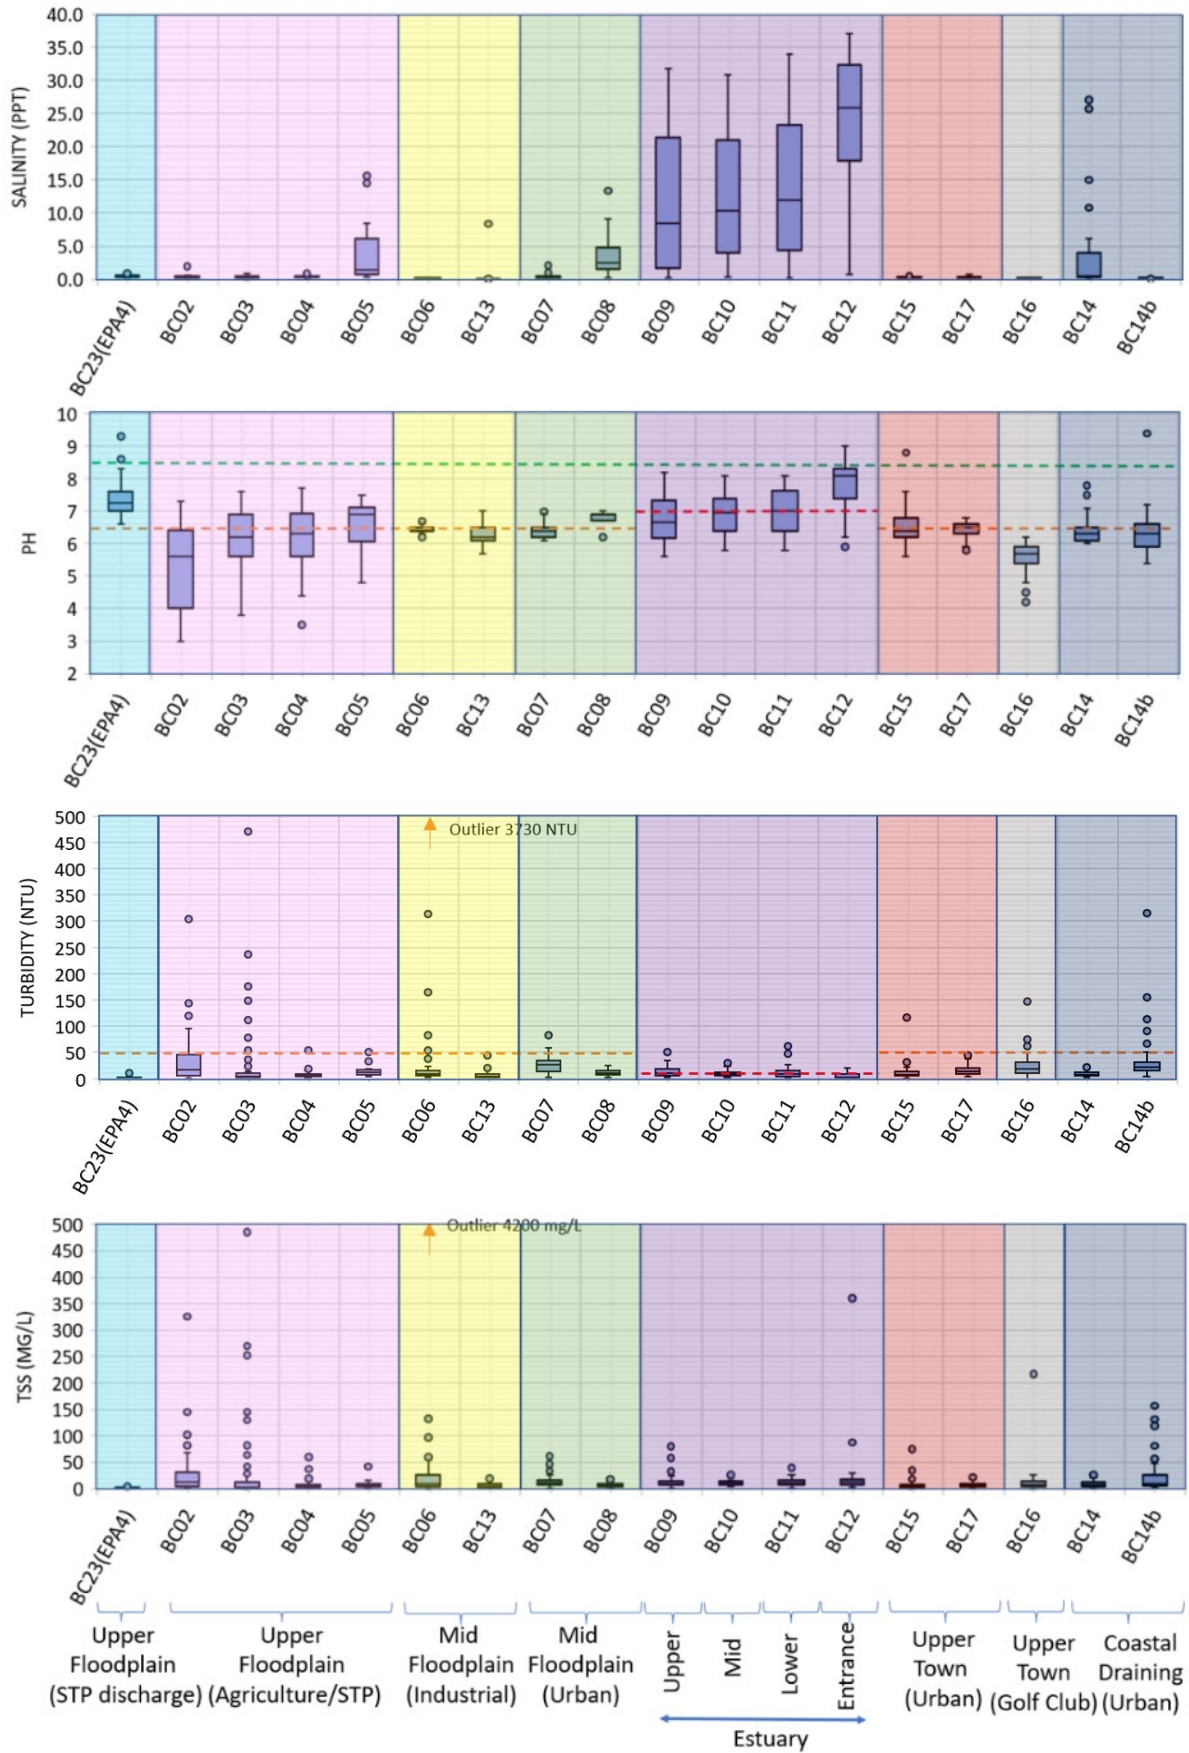 40.0
35.0
30.0
25.0
20.0
15.0
10.0
5.0
0.0
SALINITY (PPT)
BC23(EPA4) BC02 BC03 BC04 BC05 BC06 BC13 BC07 BC08 BC09 BC10 BC11 BC12 BC15 BC17 BC16 BC14 BC14b
10
9
8
7
6
5
4
3
2
PH
BC23(EPA4) BC02 BC03 BC04 BC05 BC06 BC13 BC07 BC08 BC09 BC10 BC11 BC12 BC15 BC17 BC16 BC14 BC14b
500
450
400
350
300
250
200
150
100
50
0
TURBIDITY (NTU)
Outlier 3730 NTU
BC23(EPA4) BC02 BC03 BC04 BC05 BC06 BC13 BC07 BC08 BC09 BC10 BC11 BC12 BC15 BC17 BC16 BC14 BC14b
500
450
400
350
300
250
200
150
100
50
0
TSS (MG/L)
Outlier 4200 mg/L
BC23(EPA4) BC02 BC03 BC04 BC05 BC06 BC13 BC07 BC08 BC09 BC10 BC11 BC12 BC15 BC17 BC16 BC14 BC14b
Upper
Floodplain
(STP discharge)
Upper
Floodplain
(Agriculture/STP)
Mid
Floodplain
(Industrial)
Mid
Floodplain
(Urban)
Upper
Mid
Lower
Entrance
Estuary
Upper
Town
(Urban)
Upper
Town
(Golf Club)
Coastal
Draining
(Urban)